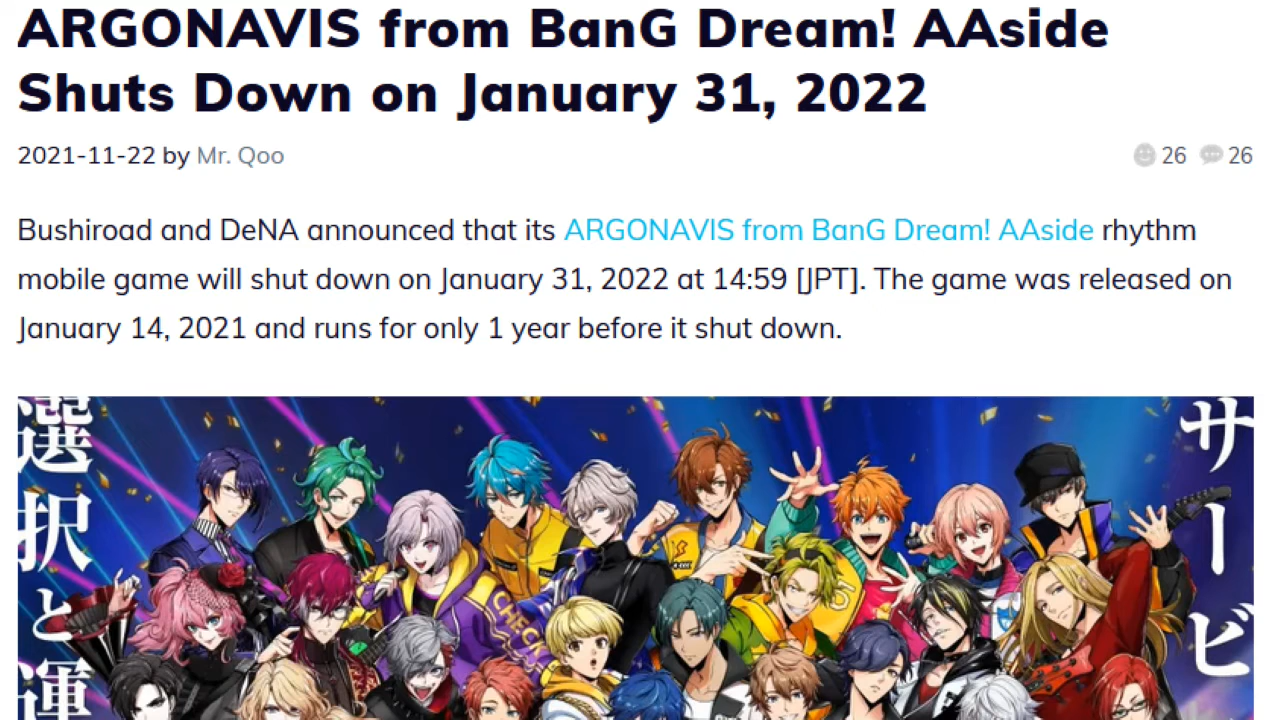 ARGONAVIS from BanG Dream! AAside
Shuts Down on January 31, 2022
2021-11-22 by Mr. Qoo
26 26
Bushiroad and DeNA announced that its ARGONAVIS from BanG Dream! AAside rhythm
mobile game will shut down on January 31, 2022 at 14:59 [JPT]. The game was released on
January 14, 2021 and runs for only 1 year before it shut down.
選択と運
サービ
CHECK